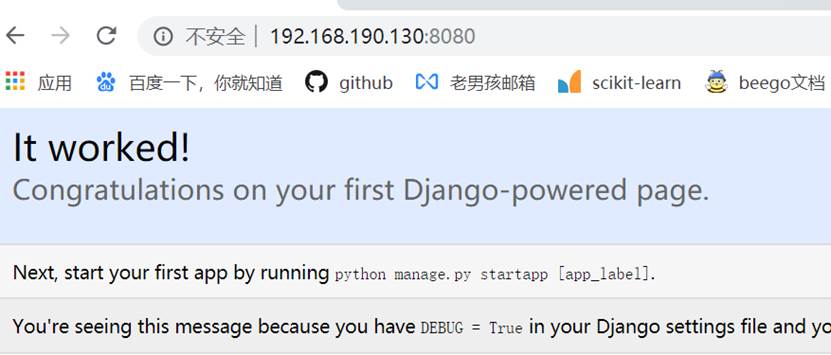 不安全 | 192.168.190.130:8080
应用 百度一下，你就知道 github 老男孩邮箱 scikit-learn beego文档
It worked!
Congratulations on your first Django-powered page.
Next, start your first app by running python manage.py startapp [app_label].
You're seeing this message because you have DEBUG = True in your Django settings file and yo